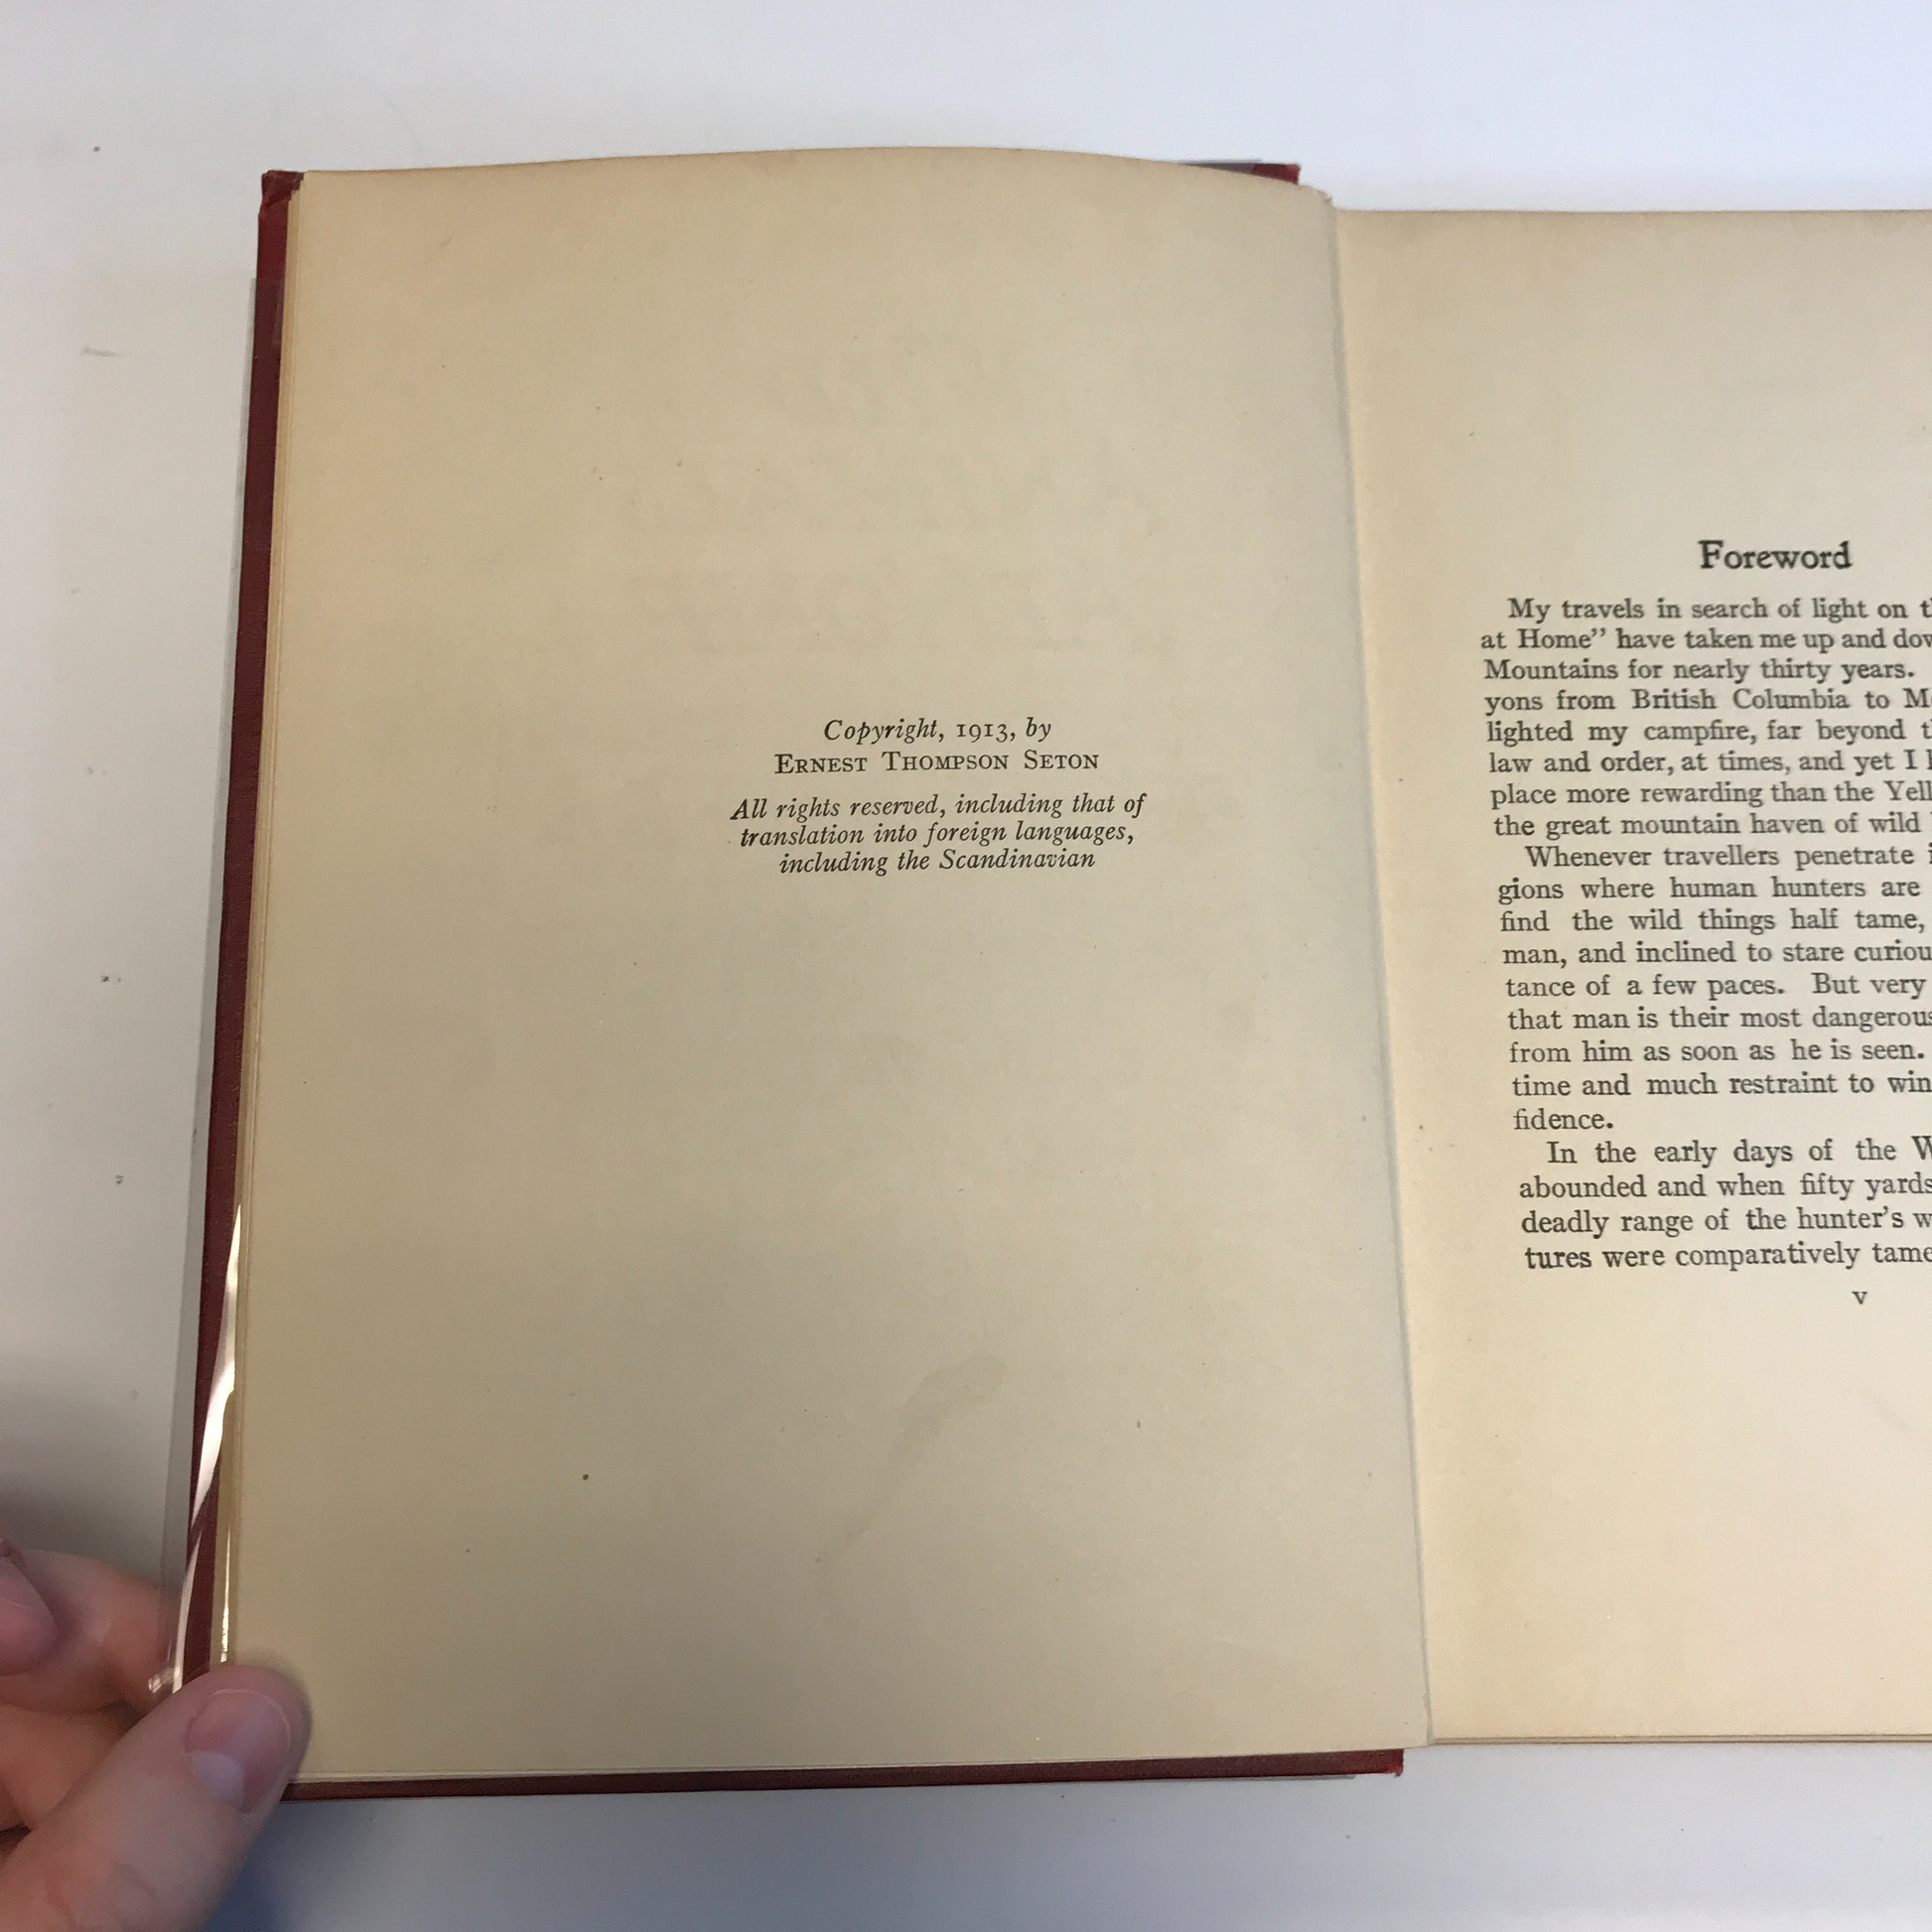 Copyright, 1913, by
ERNEST THOMPSON SETON
All rights reserved, including that of
translation into foreign languages,
including the Scandinavian
Foreword
My travels in search of light on
at Home” have taken me up and
Mountains for nearly thirty years.
yons from British Columbia to
lighted my campfire, far beyond
law and order, at times, and yet I
place more rewarding than the
the great mountain haven of wild
Whenever travellers penetrate
gions where human hunters are
find the wild things half tame,
man, and inclined to stare
tance of a few paces. But very
that man is their most
from him as soon as he is seen.
time and much restraint to win
fidence.
In the early days of the
abounded and when fifty yards
deadly range of the hunter’s
tures were comparatively tame
v